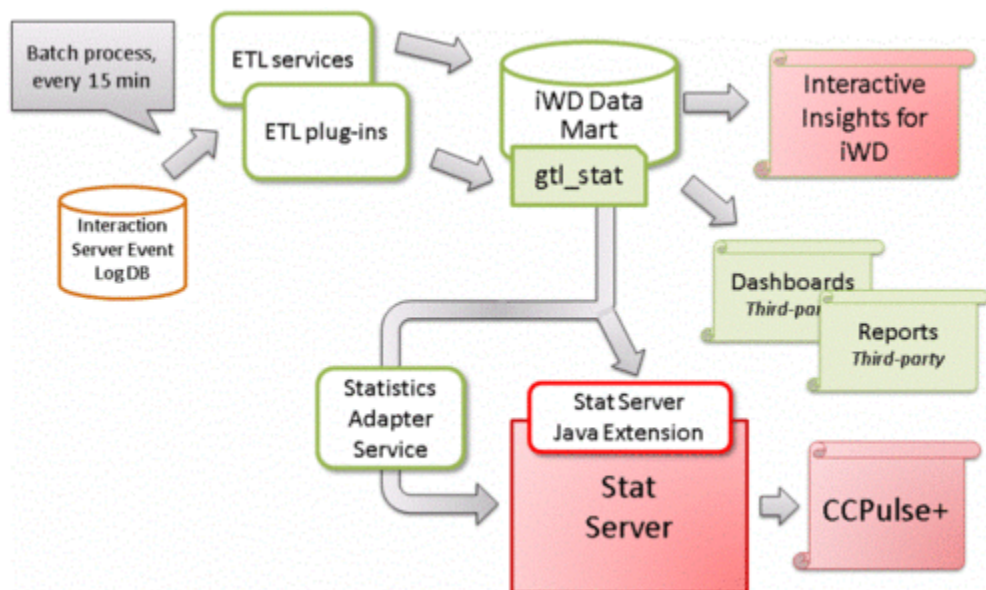 Batch process,
every 15 min
ETL services
ETL plug-ins
iWD Data
Mart
gtl_stat
Interactive
Insights for
iWD
Interaction
Server Event
Log DB
Dashboards
Reports
Third-party
Statistics
Adapter
Service
Stat Server
Java Extension
Stat
Server
CCPulse+